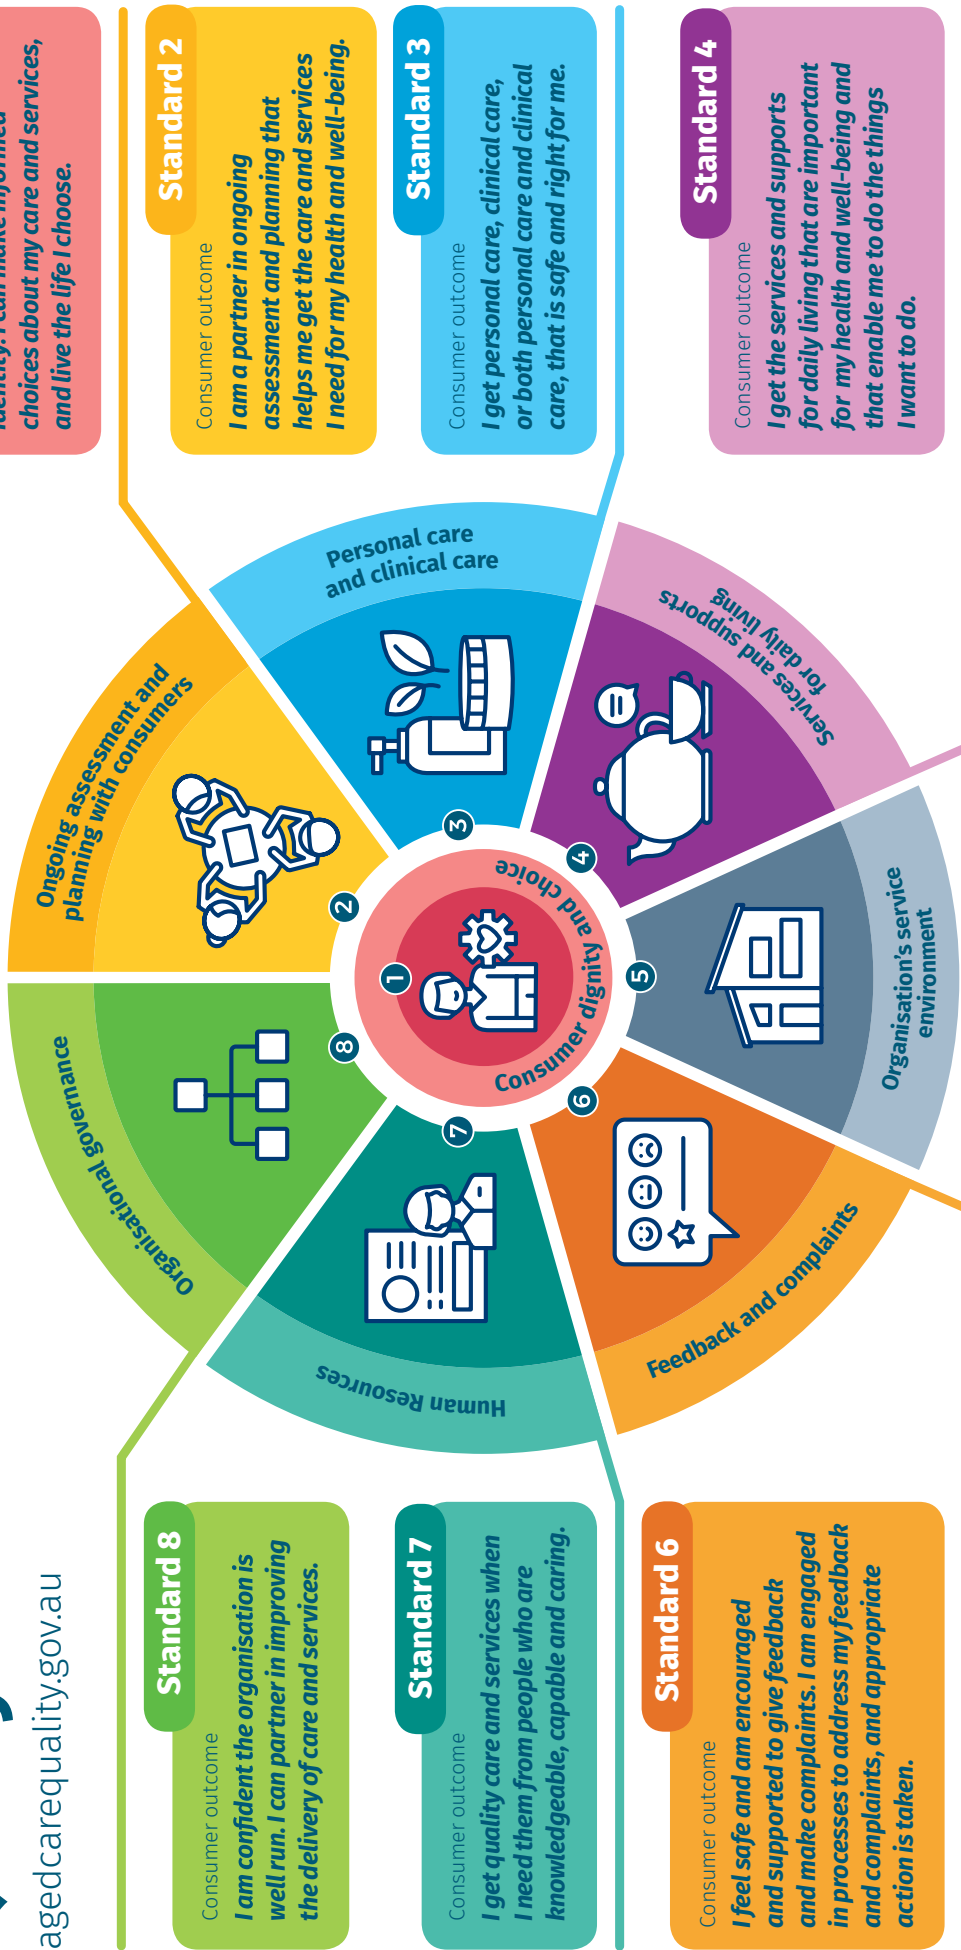 agedcarequality.gov.au
choices about my care and services,
and live the life I choose.
Standard 8
Consumer outcome
I am confident the organisation is
well run. I can partner in improving
the delivery of care and services.
Standard 7
Consumer outcome
I get quality care and services when
I need them from people who are
knowledgeable, capable and caring.
Standard 6
Consumer outcome
I feel safe and am encouraged
and supported to give feedback
and make complaints. I am engaged
in processes to address my feedback
and complaints, and appropriate
action is taken.
Organisational governance
8
Ongoing assessment and
planning with consumers
2
Human Resources
7
Personal care
and clinical care
3
1
Consumer dignity and choice
Feedback and complaints
6
Services and supports
for daily living
4
Organisation's service
environment
5
Standard 2
Consumer outcome
I am a partner in ongoing
assessment and planning that
helps me get the care and services
I need for my health and well-being.
Standard 3
Consumer outcome
I get personal care, clinical care,
or both personal care and clinical
care, that is safe and right for me.
Standard 4
Consumer outcome
I get the services and supports
for daily living that are important
for my health and well-being and
that enable me to do the things
I want to do.